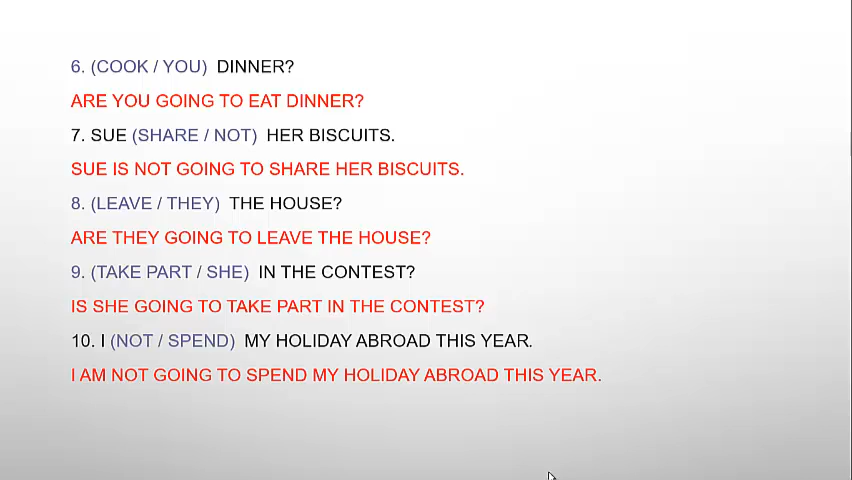 6. (COOK / YOU) DINNER?
ARE YOU GOING TO EAT DINNER?
7. SUE (SHARE / NOT) HER BISCUITS.
SUE IS NOT GOING TO SHARE HER BISCUITS.
8. (LEAVE / THEY) THE HOUSE?
ARE THEY GOING TO LEAVE THE HOUSE?
9. (TAKE PART / SHE) IN THE CONTEST?
IS SHE GOING TO TAKE PART IN THE CONTEST?
10. I (NOT / SPEND) MY HOLIDAY ABROAD THIS YEAR.
I AM NOT GOING TO SPEND MY HOLIDAY ABROAD THIS YEAR.